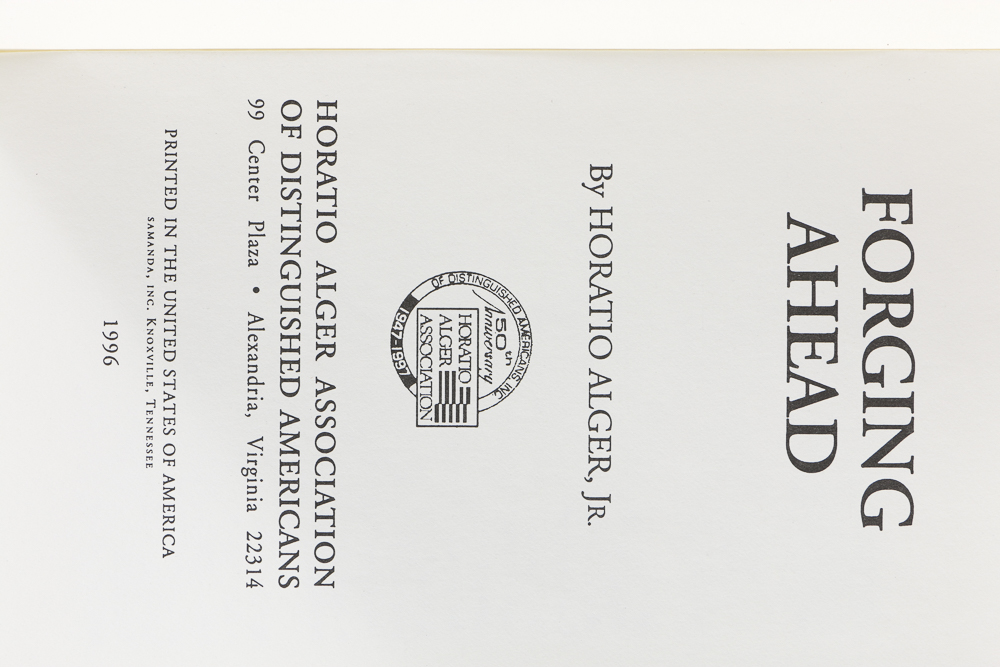 FORGING
AHEAD
By HORATIO ALGER, JR.
OF DISTINGUISHED AMERICANS, INC.
50th
Anniversary
HORATIO
ALGER
ASSOCIATION
1947-1997
HORATIO ALGER ASSOCIATION
OF DISTINGUISHED AMERICANS
99 Center Plaza • Alexandria, Virginia 22314
PRINTED IN THE UNITED STATES OF AMERICA
SAMANDA, INC. KNOXVILLE, TENNESSEE
1996